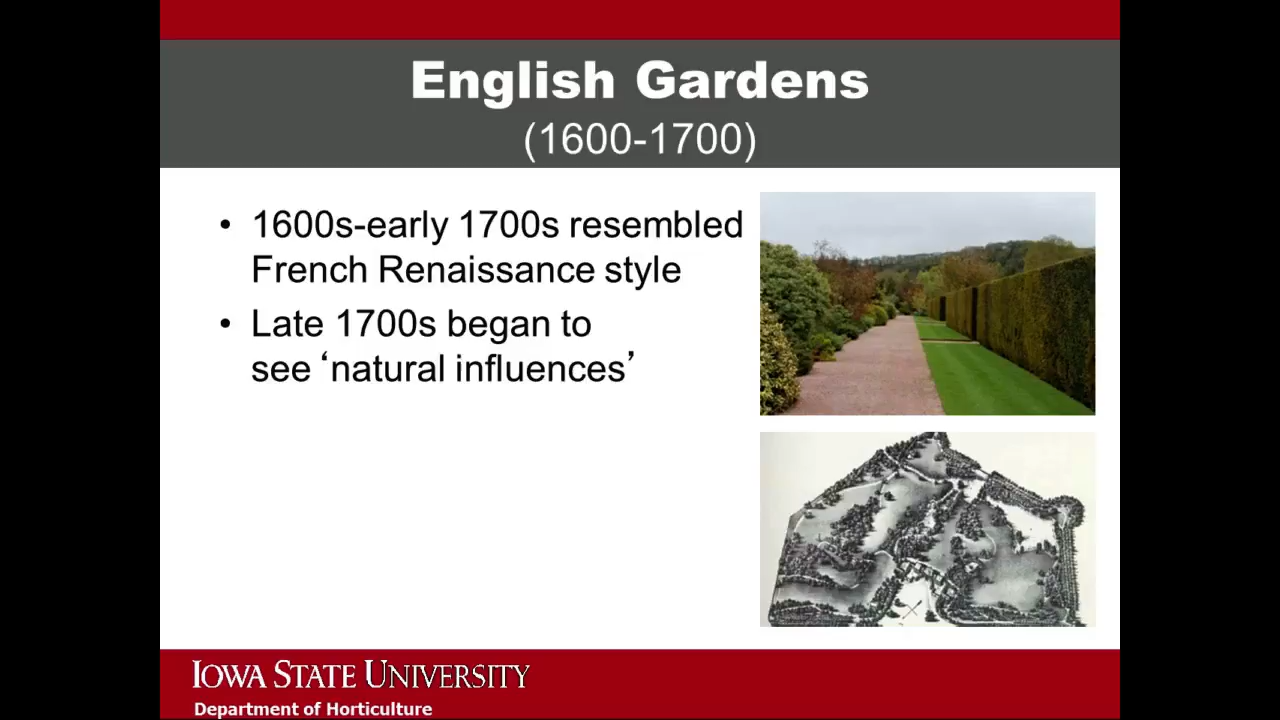 English Gardens
(1600-1700)
• 1600s-early 1700s resembled
French Renaissance style
• Late 1700s began to
see ‘natural influences’
IOWA STATE UNIVERSITY
Department of Horticulture